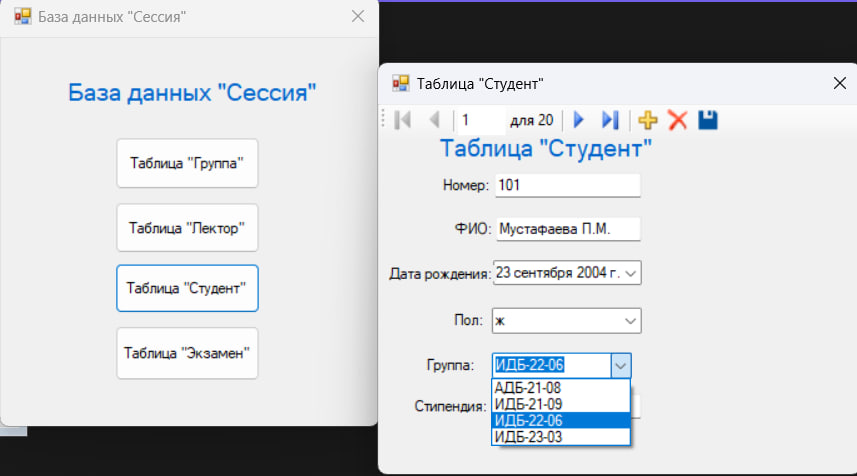 База данных "Сессия"
База данных "Сессия"
Таблица "Группа"
Таблица "Лектор"
Таблица "Студент"
Таблица "Экзамен"
Таблица "Студент"
1 для 20
Таблица "Студент"
Номер: 101
ФИО: Мустафаева П.М.
Дата рождения: 23 сентября 2004 г.
Пол: ж
Группа: ИДБ-22-06
АДБ-21-08
ИДБ-21-09
ИДБ-22-06
ИДБ-23-03
Стипендия: